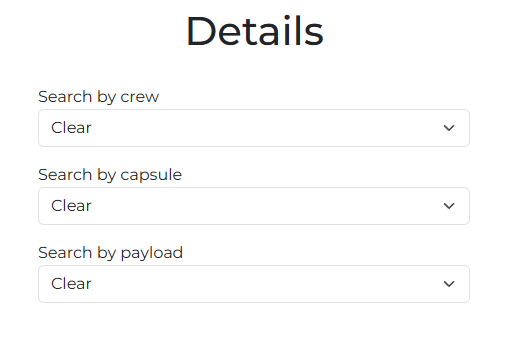 Details
Search by crew
Clear
Search by capsule
Clear
Search by payload
Clear